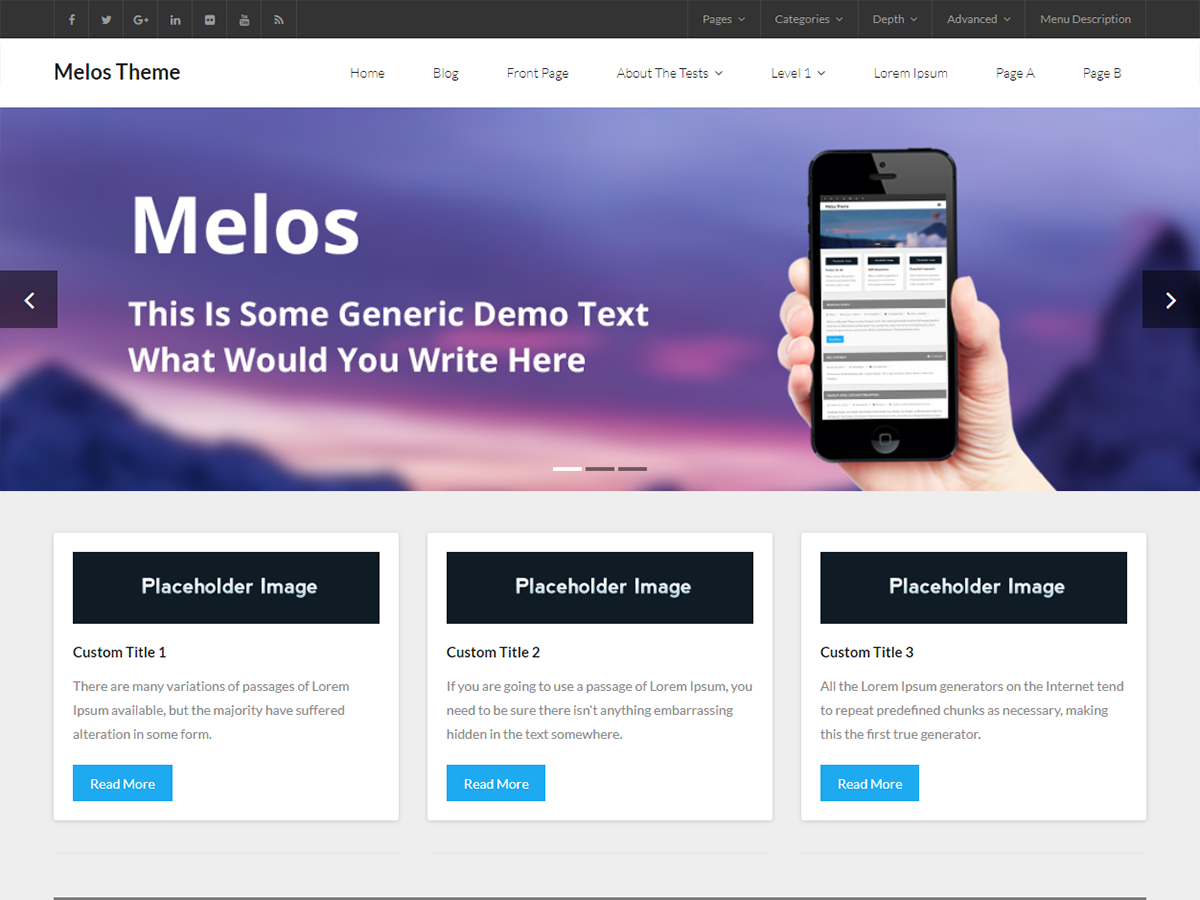 Pages Categories Depth Advanced Menu Description
Melos Theme Home Blog Front Page About The Tests Level 1 Lorem Ipsum Page A Page B
Melos
This Is Some Generic Demo Text
What Would You Write Here
Placeholder Image
Custom Title 1
There are many variations of passages of Lorem
Ipsum available, but the majority have suffered
alteration in some form.
Read More
Placeholder Image
Custom Title 2
If you are going to use a passage of Lorem Ipsum, you
need to be sure there isn't anything embarrassing
hidden in the text somewhere.
Read More
Placeholder Image
Custom Title 3
All the Lorem Ipsum generators on the Internet tend
to repeat predefined chunks as necessary, making
this the first true generator.
Read More